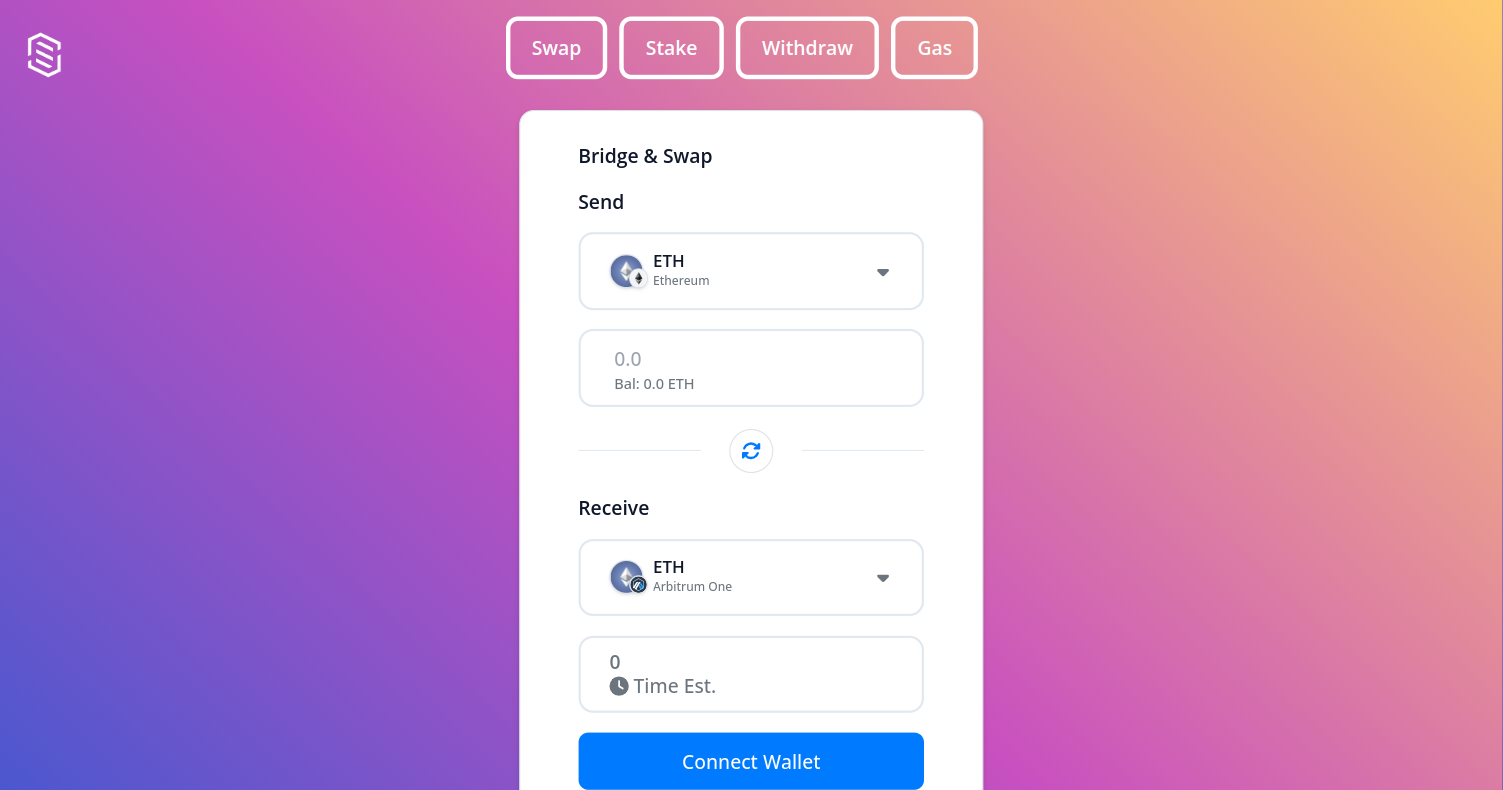 Swap
Stake
Withdraw
Gas
Bridge & Swap
Send
ETH
Ethereum
0.0
Bal: 0.0 ETH
Receive
ETH
Arbitrum One
0
Time Est.
Connect Wallet